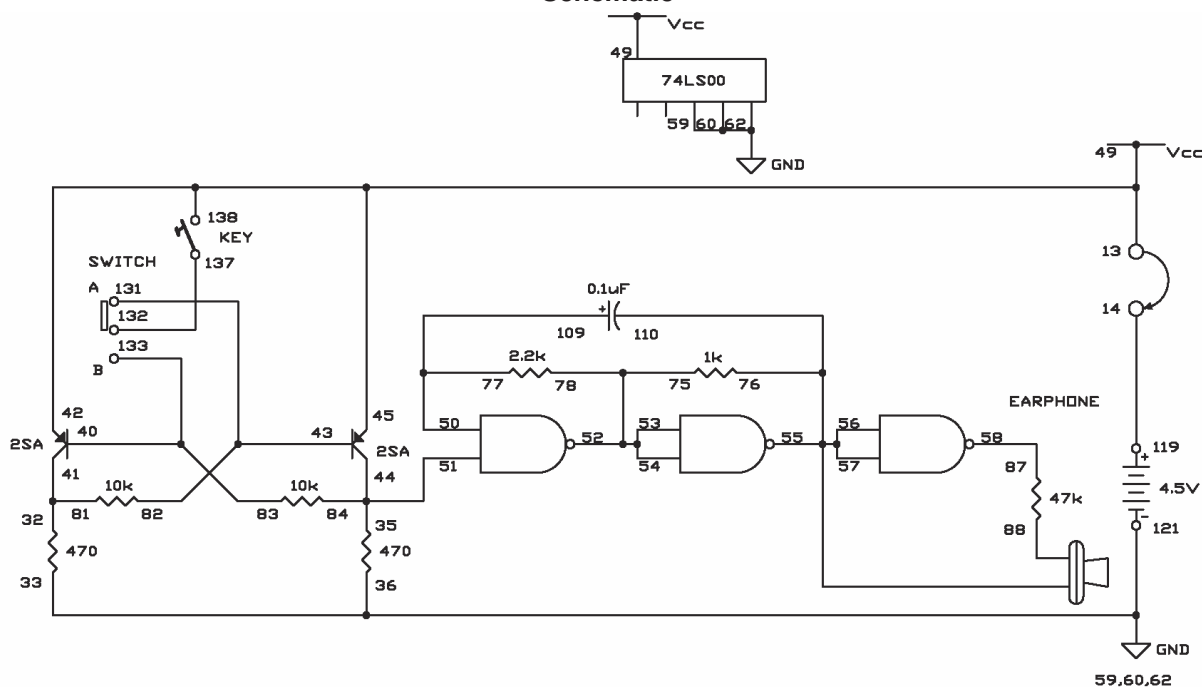 Schematic
Vcc
49
74LS00
59 60 62
GND
49 Vcc
138
KEY
137
SWITCH
A 131
132
133
B
13
14
0.1uF
+
109 110
2.2k
77 78
1k
75 76
EARPHONE
42
40
2SA
41
45
43
2SA
44
50
51
52
53
54
55
56
57
58
87
47k
88
119
+
4.5V
-
121
10k
81 82
10k
83 84
32
470
33
35
470
36
GND
59,60,62